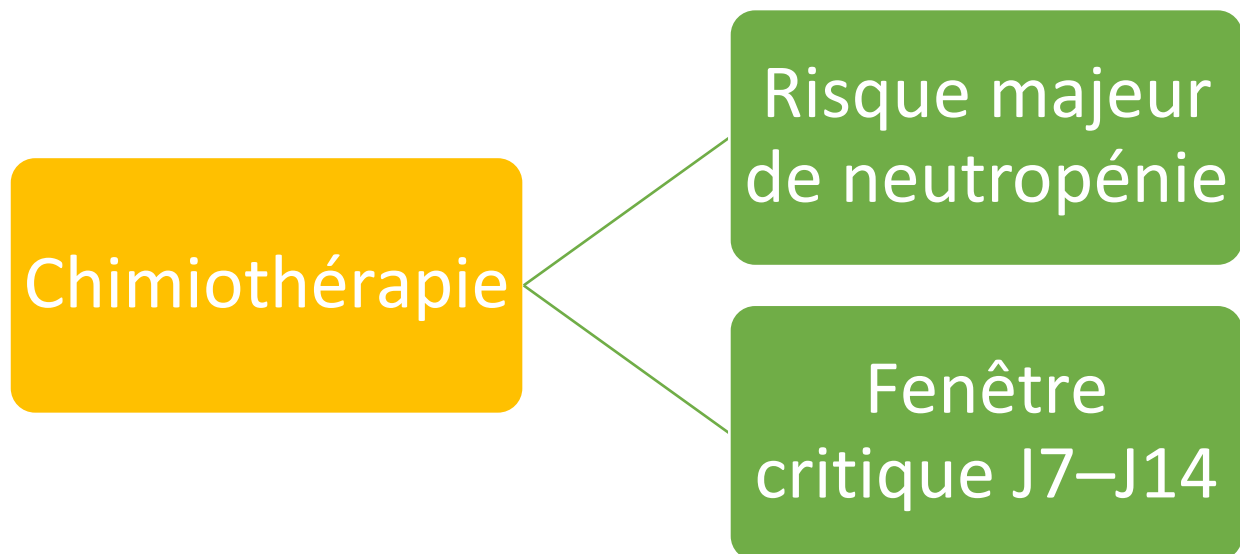 Chimiothérapie
Risque majeur
de neutropénie
Fenêtre
critique J7–J14